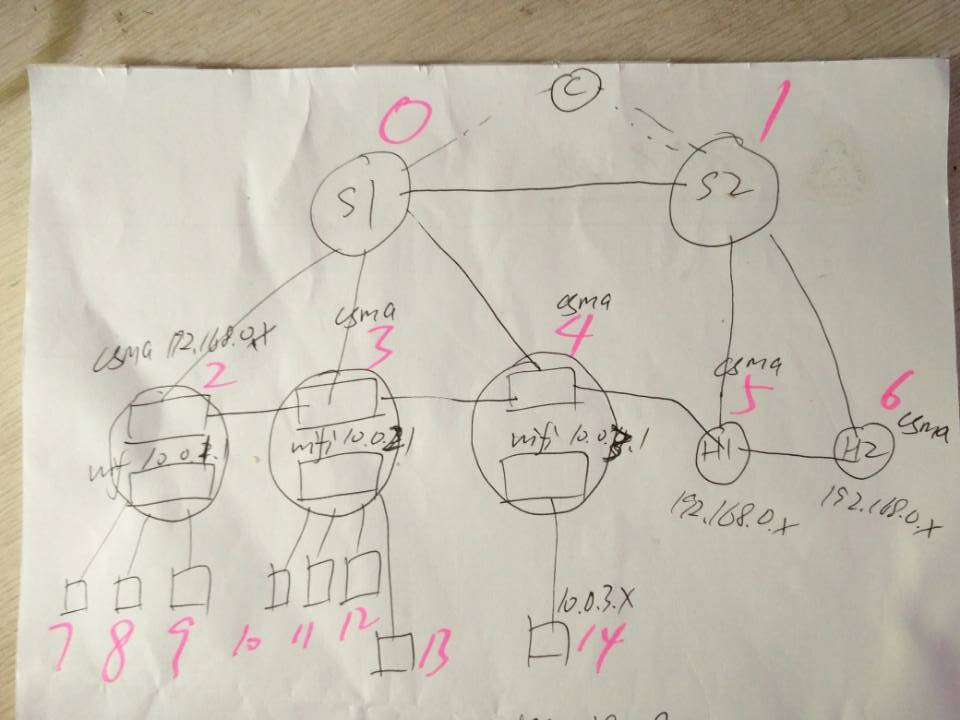 C
0
1
S1
S2
csma
csma
4
csma 192.168.0.x
3
2
csma
5
6
csma
wifi 10.0.1.1
wifi 10.0.2.1
wifi 10.0.3.1
H1
H2
192.168.0.x
192.168.0.x
10.0.3.X
7
8
9
10
11
12
13
14